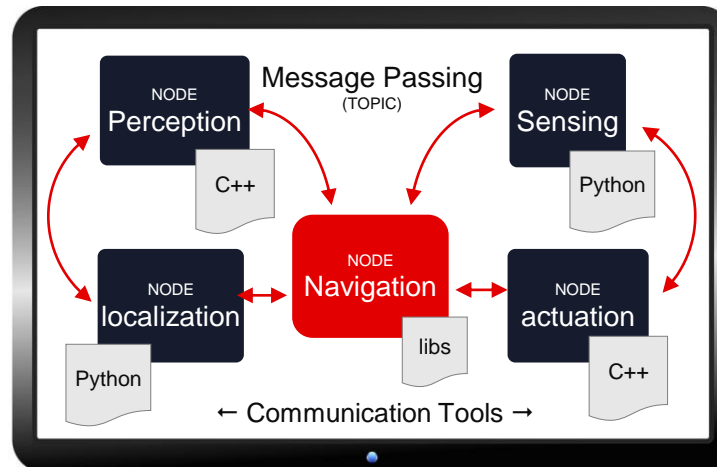 Message Passing
(TOPIC)
NODE
Perception
C++
NODE
Sensing
Python
NODE
Navigation
libs
NODE
localization
Python
NODE
actuation
C++
← Communication Tools →